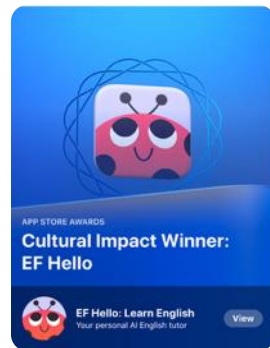 APP STORE AWARDS
Cultural Impact Winner:
EF Hello
EF Hello: Learn English
Your personal AI English tutor
View